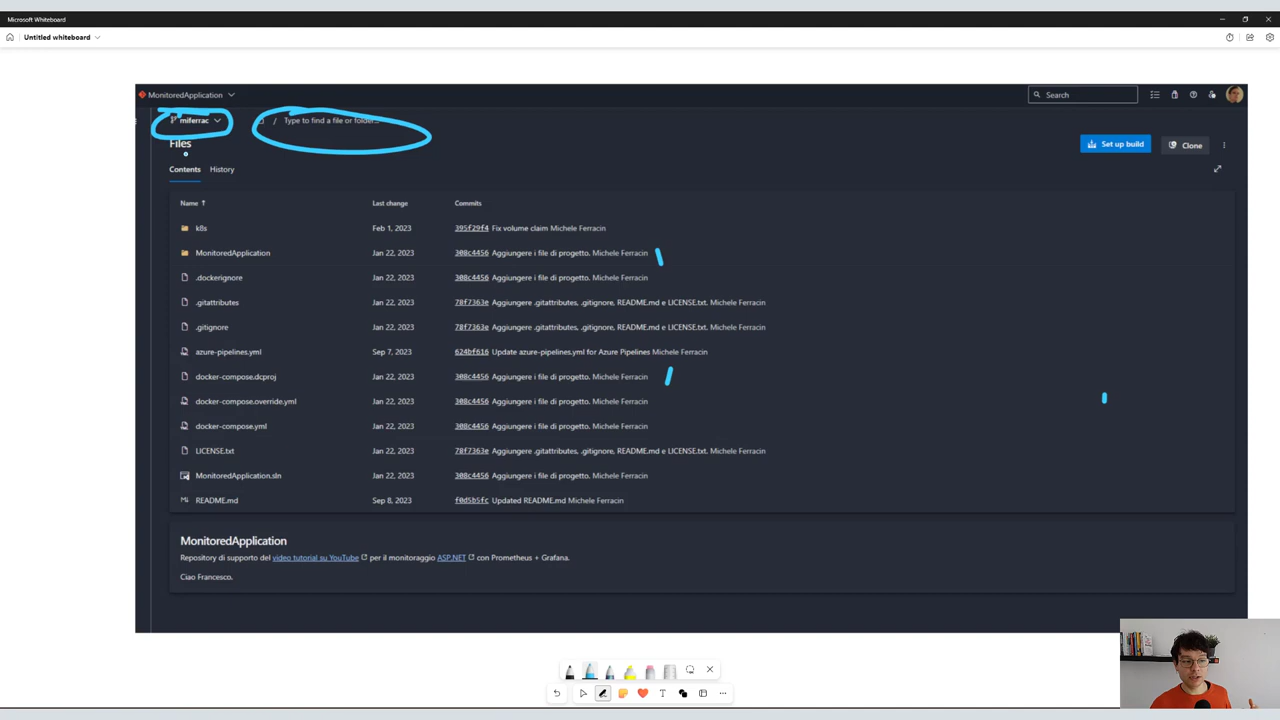 Microsoft Whiteboard
Untitled whiteboard
MonitoredApplication
Search
miferrac
/ Type to find a file or folder...
Files
Set up build
Clone
Contents History
Name ↑ Last change Commits
k8s Feb 1, 2023 395f29f4 Fix volume claim Michele Ferracin
MonitoredApplication Jan 22, 2023 308c4456 Aggiungere i file di progetto. Michele Ferracin
.dockerignore Jan 22, 2023 308c4456 Aggiungere i file di progetto. Michele Ferracin
.gitattributes Jan 22, 2023 78f7363e Aggiungere .gitattributes, .gitignore, README.md e LICENSE.txt. Michele Ferracin
.gitignore Jan 22, 2023 78f7363e Aggiungere .gitattributes, .gitignore, README.md e LICENSE.txt. Michele Ferracin
azure-pipelines.yml Sep 7, 2023 624bf616 Update azure-pipelines.yml for Azure Pipelines Michele Ferracin
docker-compose.dcproj Jan 22, 2023 308c4456 Aggiungere i file di progetto. Michele Ferracin
docker-compose.override.yml Jan 22, 2023 308c4456 Aggiungere i file di progetto. Michele Ferracin
docker-compose.yml Jan 22, 2023 308c4456 Aggiungere i file di progetto. Michele Ferracin
LICENSE.txt Jan 22, 2023 78f7363e Aggiungere .gitattributes, .gitignore, README.md e LICENSE.txt. Michele Ferracin
MonitoredApplication.sln Jan 22, 2023 308c4456 Aggiungere i file di progetto. Michele Ferracin
M↓ README.md Sep 8, 2023 f0d5b5fc Updated README.md Michele Ferracin
MonitoredApplication
Repository di supporto del video tutorial su YouTube per il monitoraggio ASP.NET con Prometheus + Grafana.
Ciao Francesco.